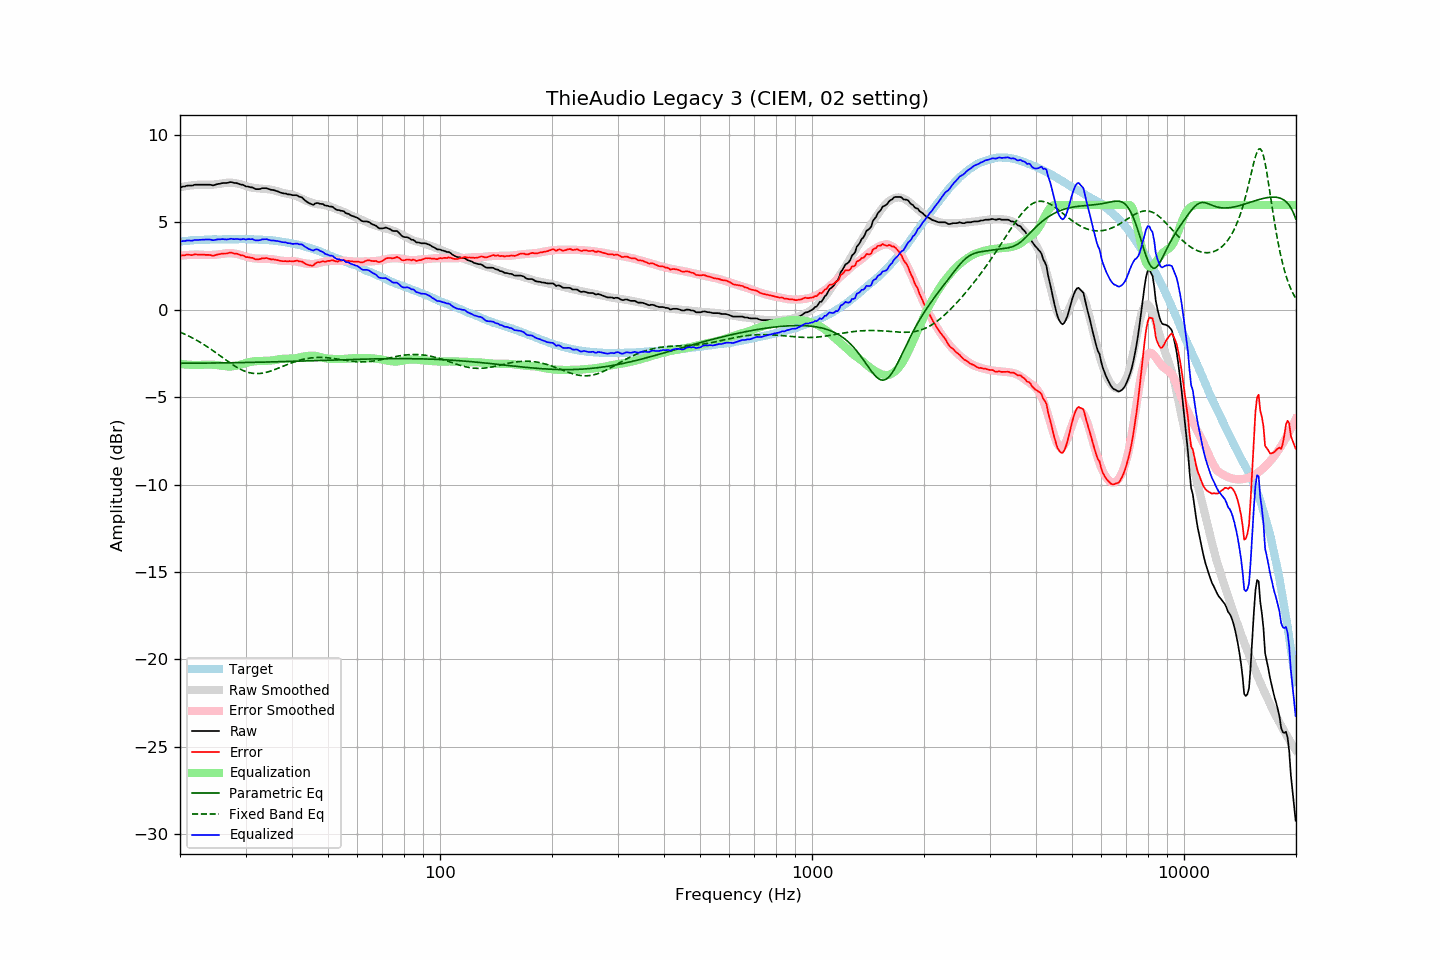 ThieAudio Legacy 3 (CIEM, 02 setting)
10
5
0
−5
−10
−15
−20
−25
−30
Amplitude (dBr)
Target
Raw Smoothed
Error Smoothed
Raw
Error
Equalization
Parametric Eq
Fixed Band Eq
Equalized
100
1000
10000
Frequency (Hz)